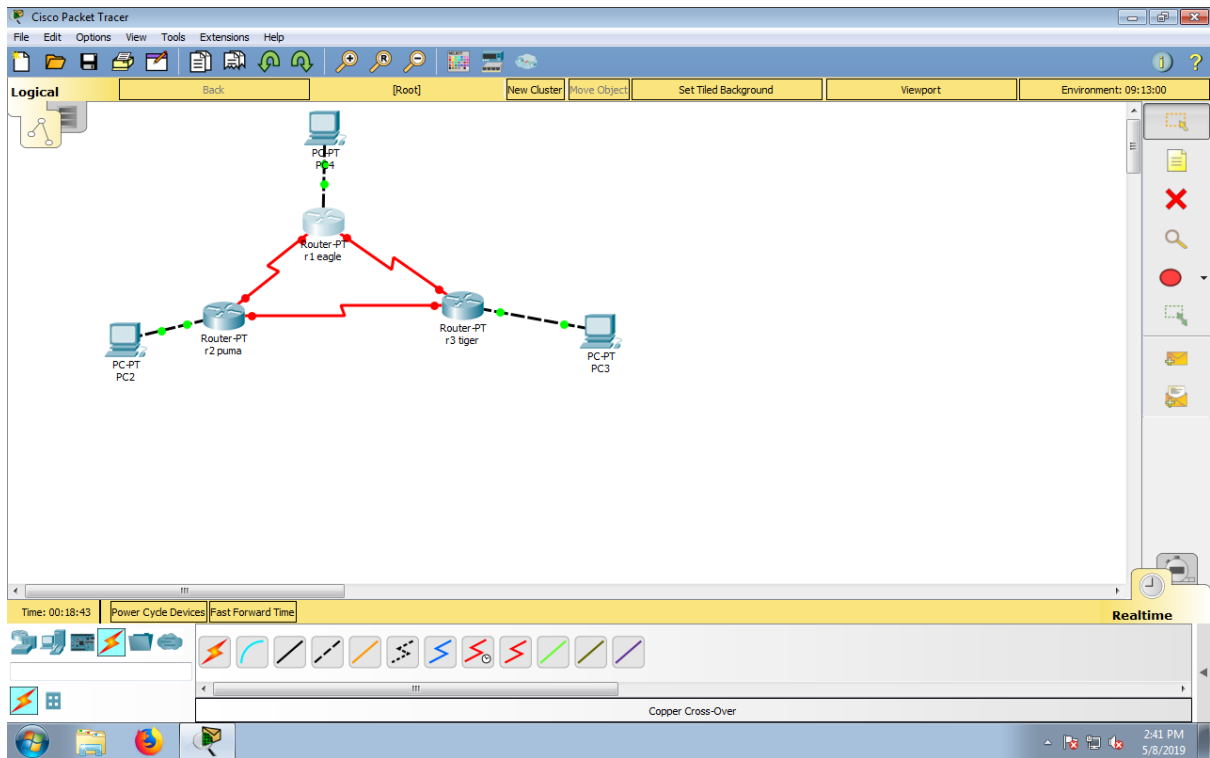 Cisco Packet Tracer
File Edit Options View Tools Extensions Help
Logical Back [Root] New Cluster Move Object Set Tiled Background Viewport Environment: 09:13:00
PC-PT
PC4
Router-PT
r1 eagle
Router-PT
r2 puma
Router-PT
r3 tiger
PC-PT
PC2
PC-PT
PC3
Time: 00:18:43 Power Cycle Devices Fast Forward Time Realtime
Copper Cross-Over
2:41 PM
5/8/2019